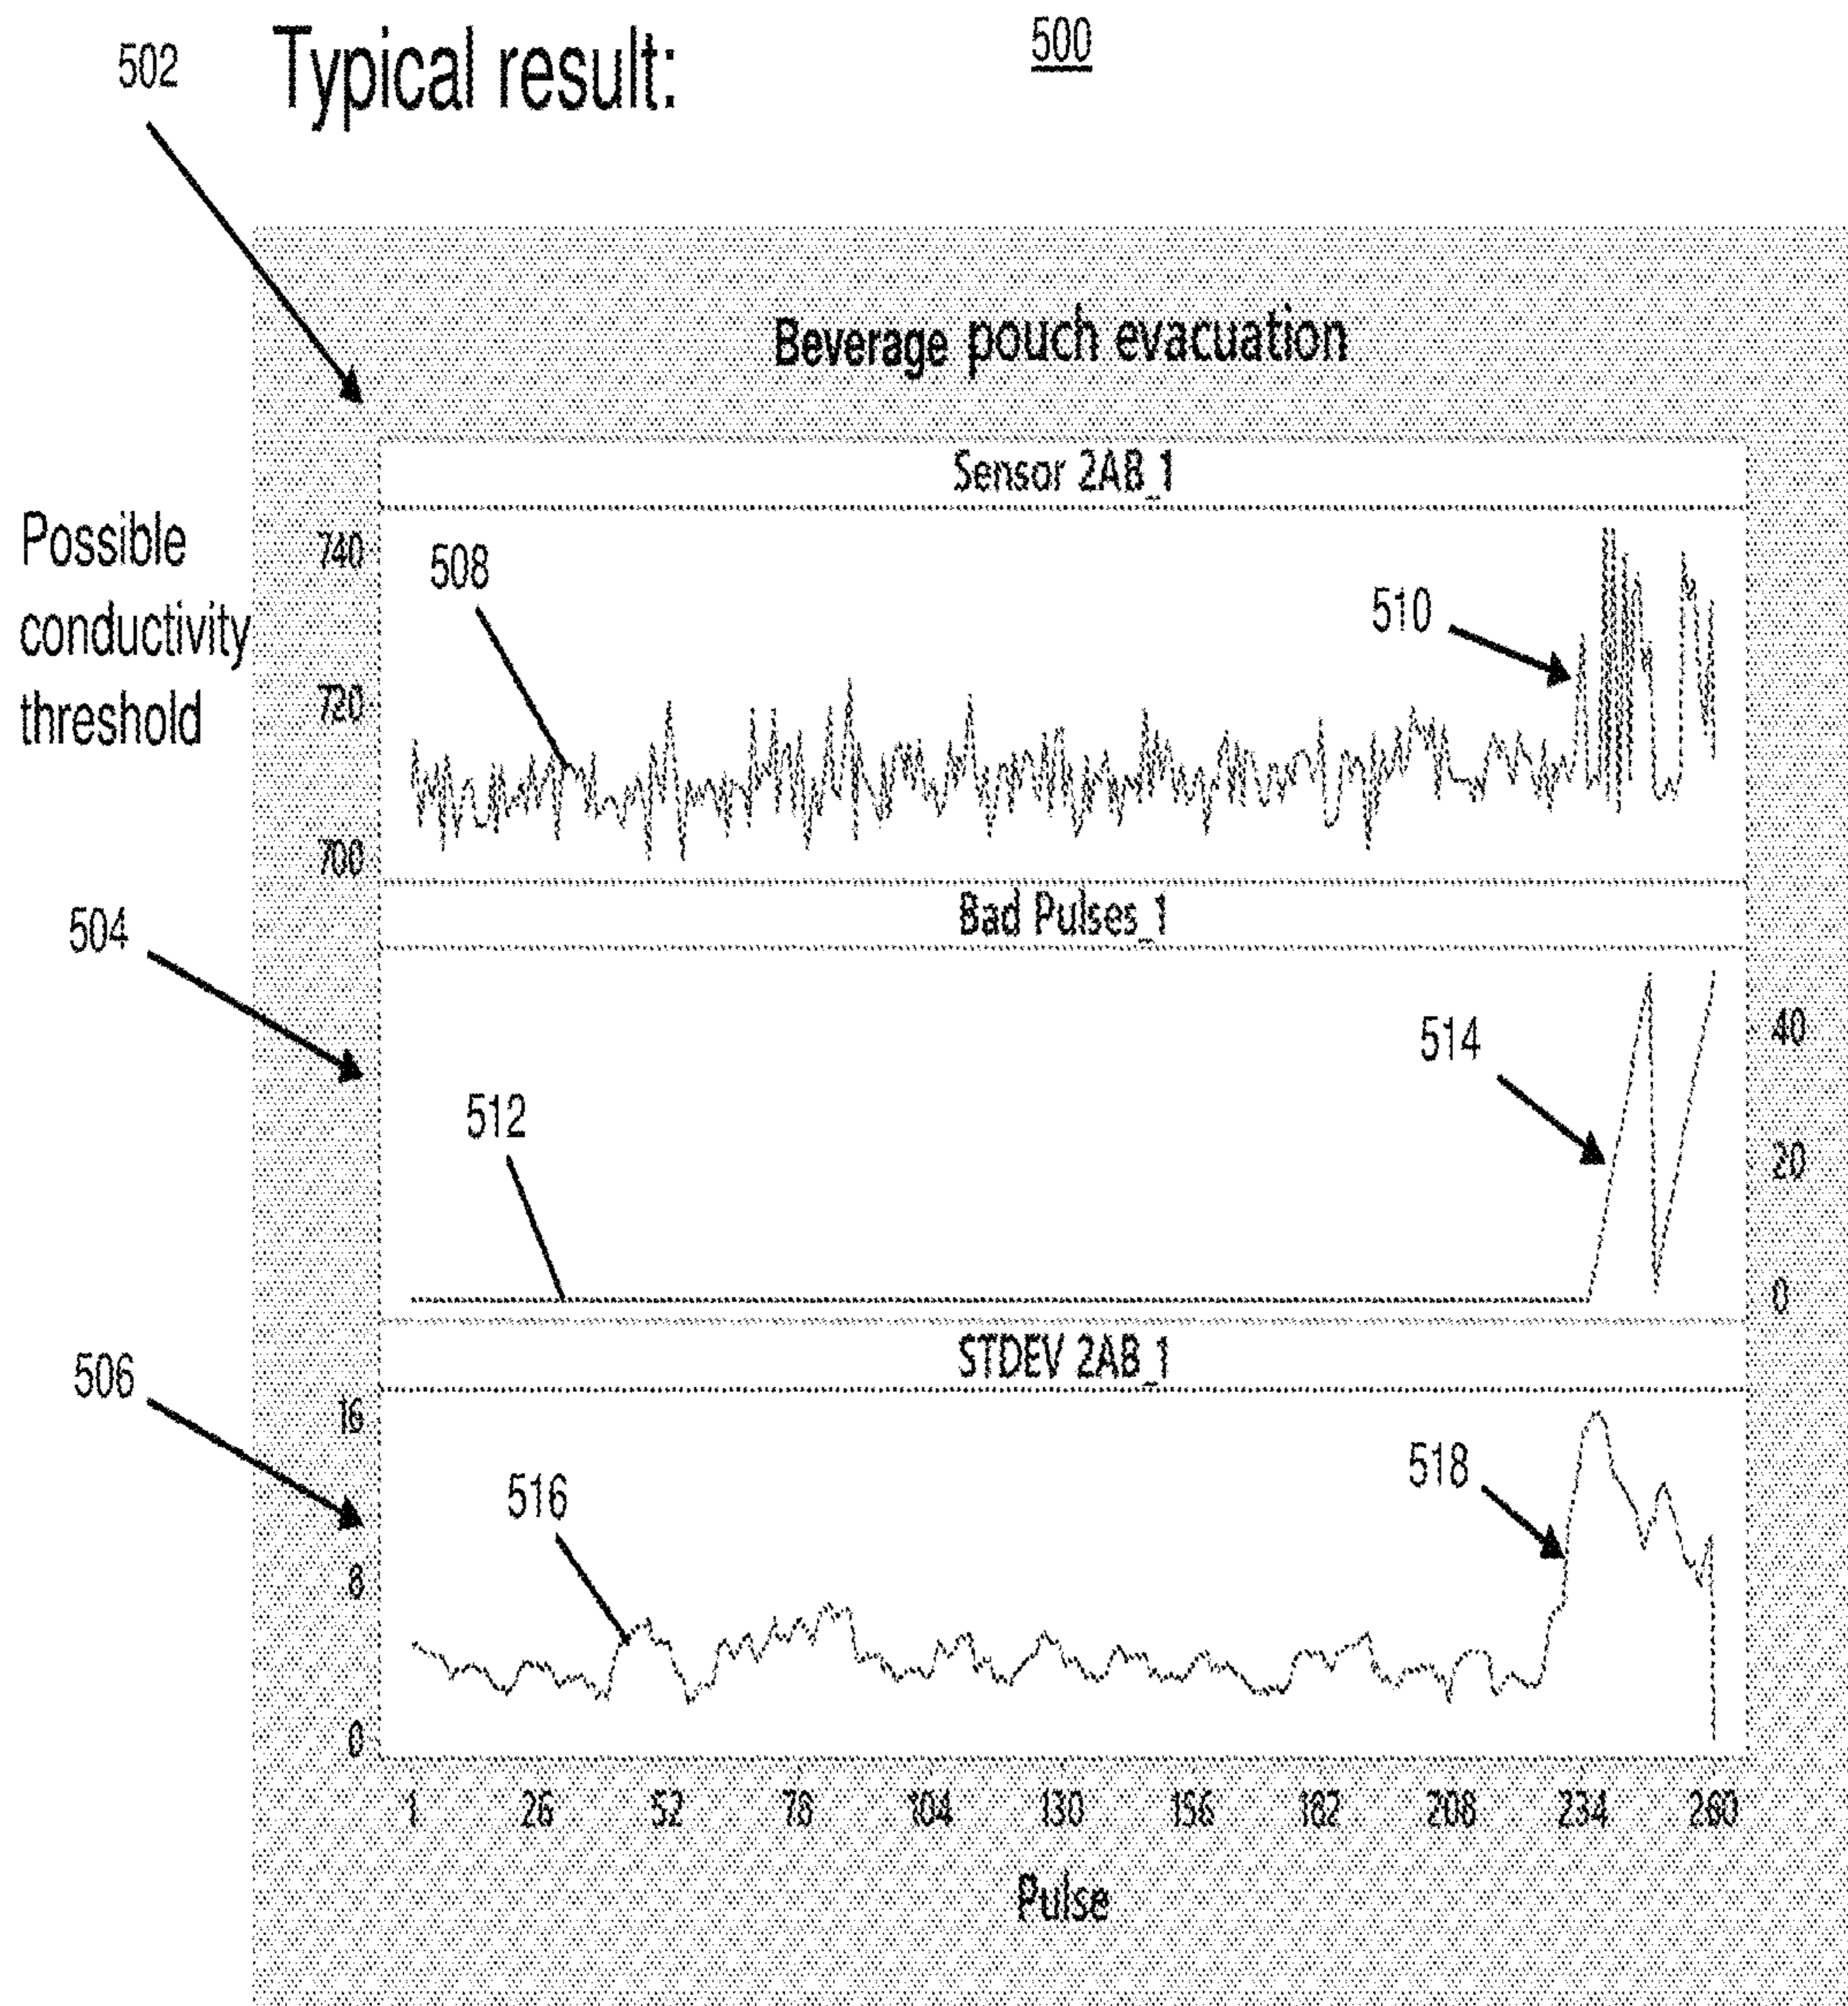 502
Typical result:
500
Beverage pouch evacuation
Sensor 2AB_1
Possible
conductivity
threshold
740
720
700
508
510
Bad Pulses_1
504
512
514
40
20
0
STDEV 2AB_1
506
16
8
0
516
518
1 26 52 78 104 130 156 182 208 234 260
Pulse